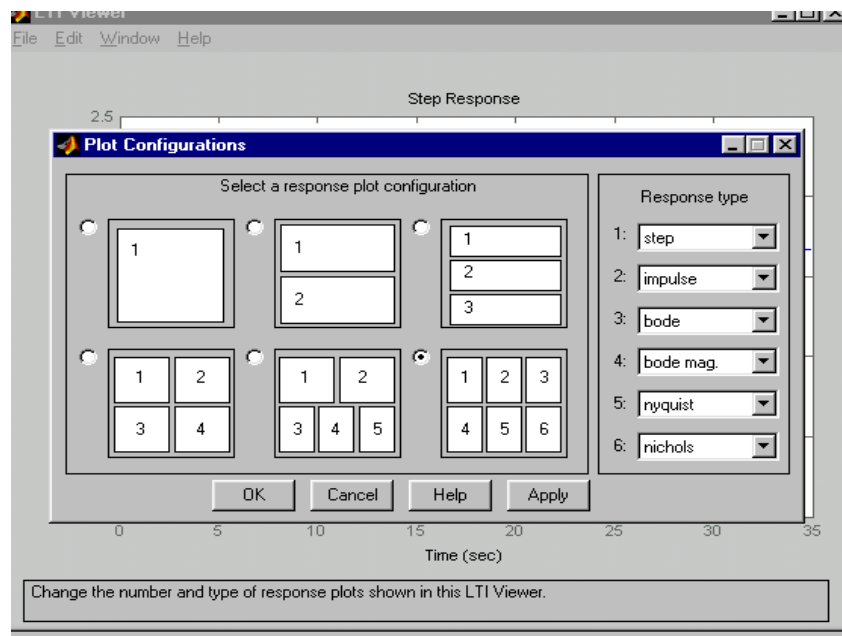 LTI Viewer
File Edit Window Help
Step Response
2.5
Plot Configurations
Select a response plot configuration
1
1
2
1
2
3
1 2
3 4
1 2
3 4 5
1 2 3
4 5 6
Response type
1: step
2: impulse
3: bode
4: bode mag.
5: nyquist
6: nichols
OK Cancel Help Apply
0 5 10 15 20 25 30 35
Time (sec)
Change the number and type of response plots shown in this LTI Viewer.